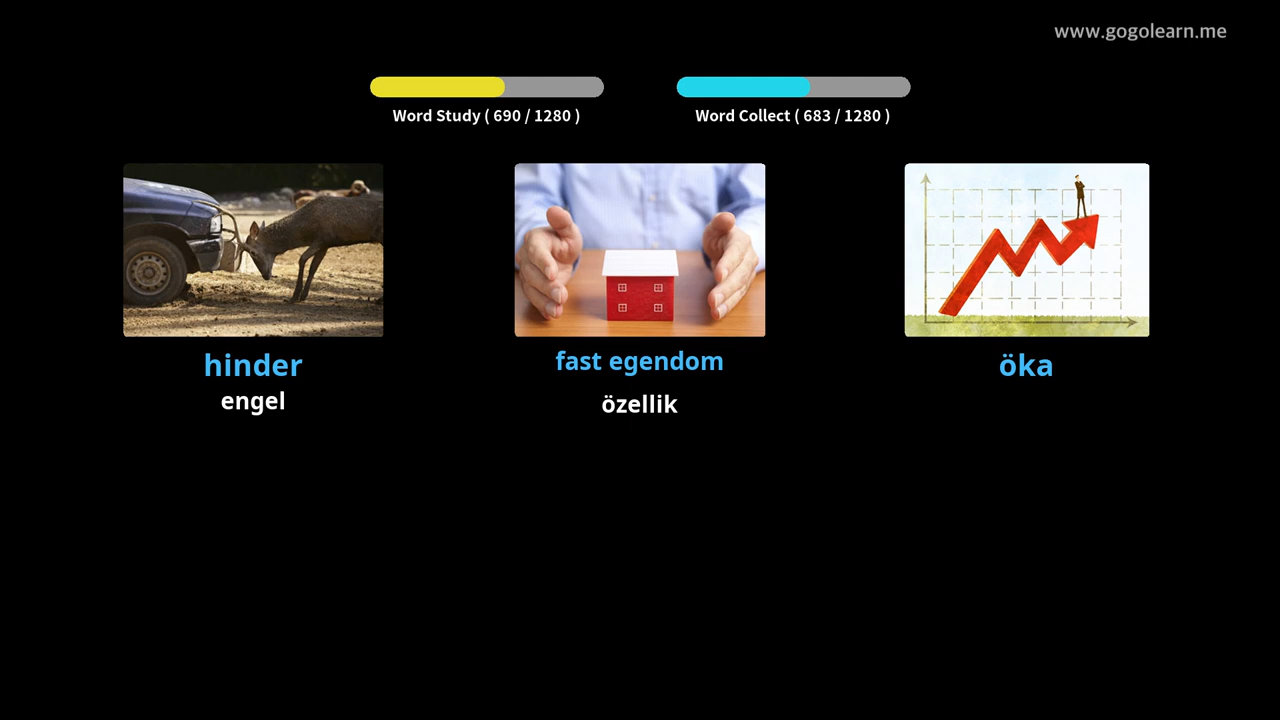 www.gogolearn.me
Word Study ( 690 / 1280 )
Word Collect ( 683 / 1280 )
hinder
engel
fast egendom
özellik
öka